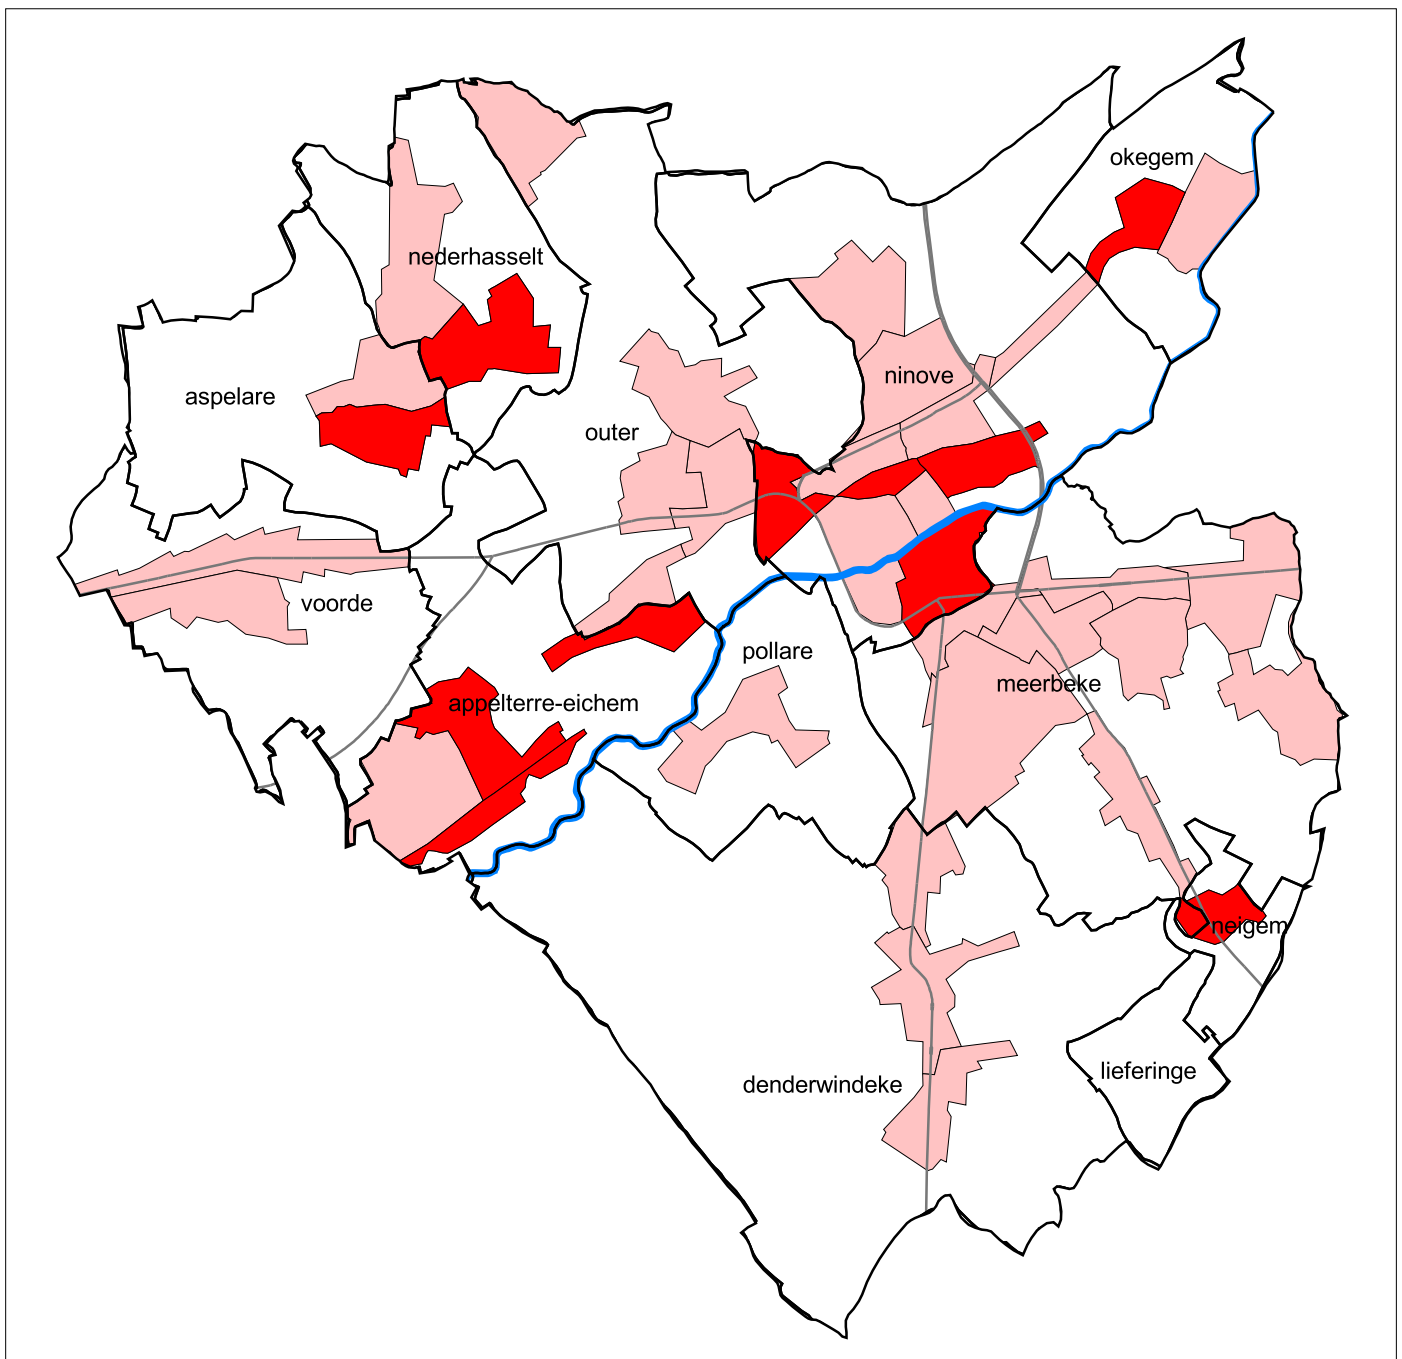 okegem
nederhasselt
ninove
aspelare
outer
voorde
pollare
meerbeke
appelterre-eichem
neigem
lieferinge
denderwindeke